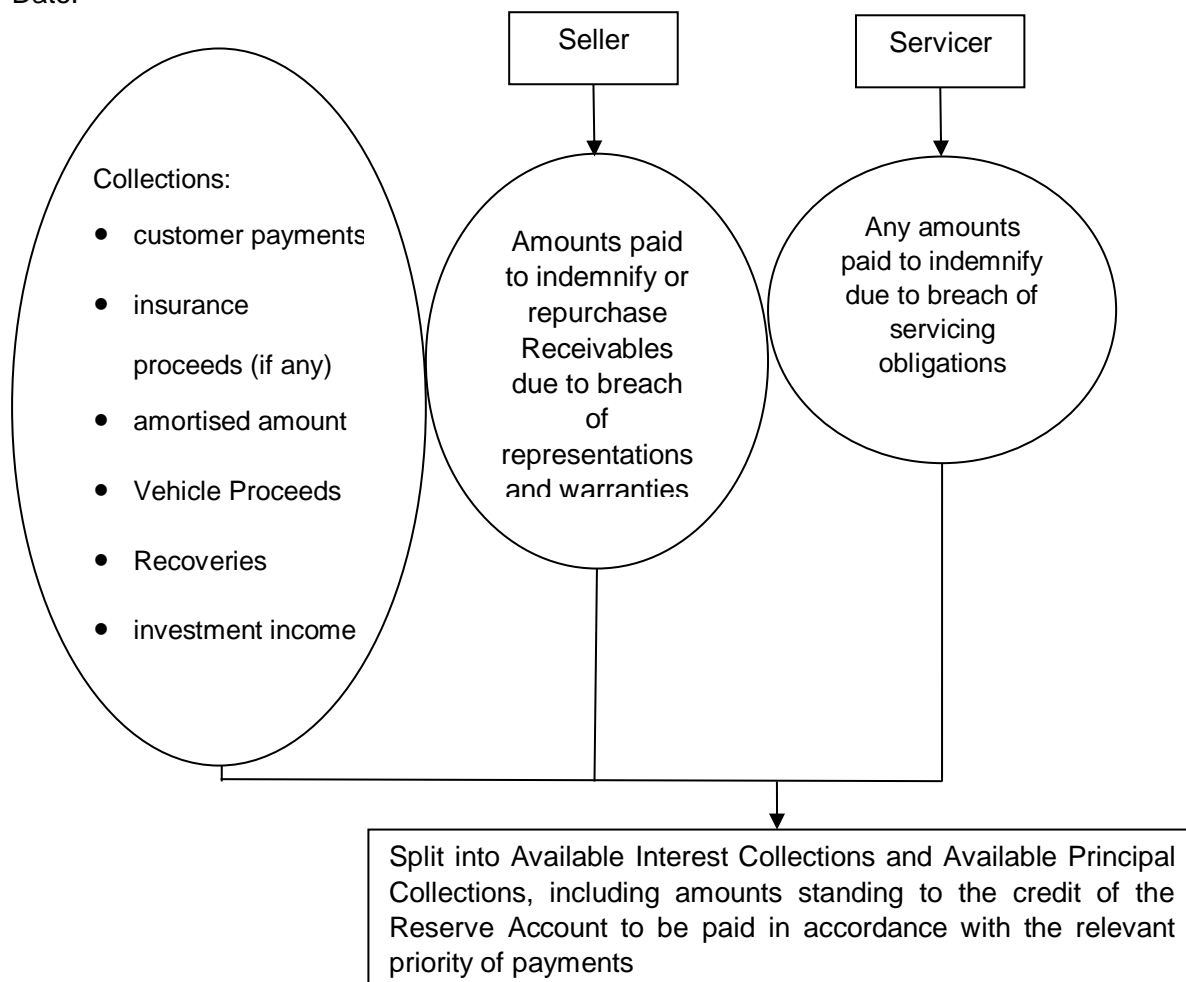 Date:
Seller
Servicer
Collections:
• customer payments
• insurance
proceeds (if any)
• amortised amount
• Vehicle Proceeds
• Recoveries
• investment income
Amounts paid
to indemnify or
repurchase
Receivables
due to breach
of
representations
and warranties
Any amounts
paid to indemnify
due to breach of
servicing
obligations
Split into Available Interest Collections and Available Principal
Collections, including amounts standing to the credit of the
Reserve Account to be paid in accordance with the relevant
priority of payments